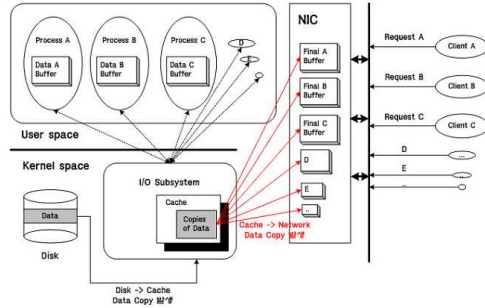 Process A
Process B
Process C
D
E
Data A
Buffer
Data B
Buffer
Data C
Buffer
User space
Kernel space
I/O Subsystem
Cache
Copies
of Data
Data
Disk
Disk -> Cache
Data Copy 발생
Cache -> Network
Data Copy 발생
NIC
Final A
Buffer
Final B
Buffer
Final C
Buffer
D
E
..
Request A
Client A
Request B
Client B
Request C
Client C
D
...
E
...
..